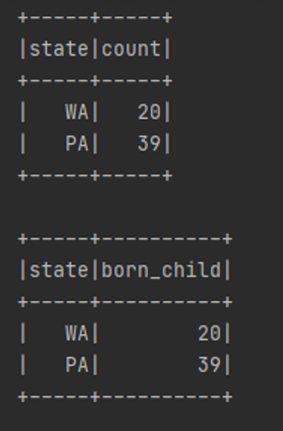 +-----+-----+
|state|count|
+-----+-----+
|   WA|   20|
|   PA|   39|
+-----+-----+

+-----+----------+
|state|born_child|
+-----+----------+
|   WA|        20|
|   PA|        39|
+-----+----------+